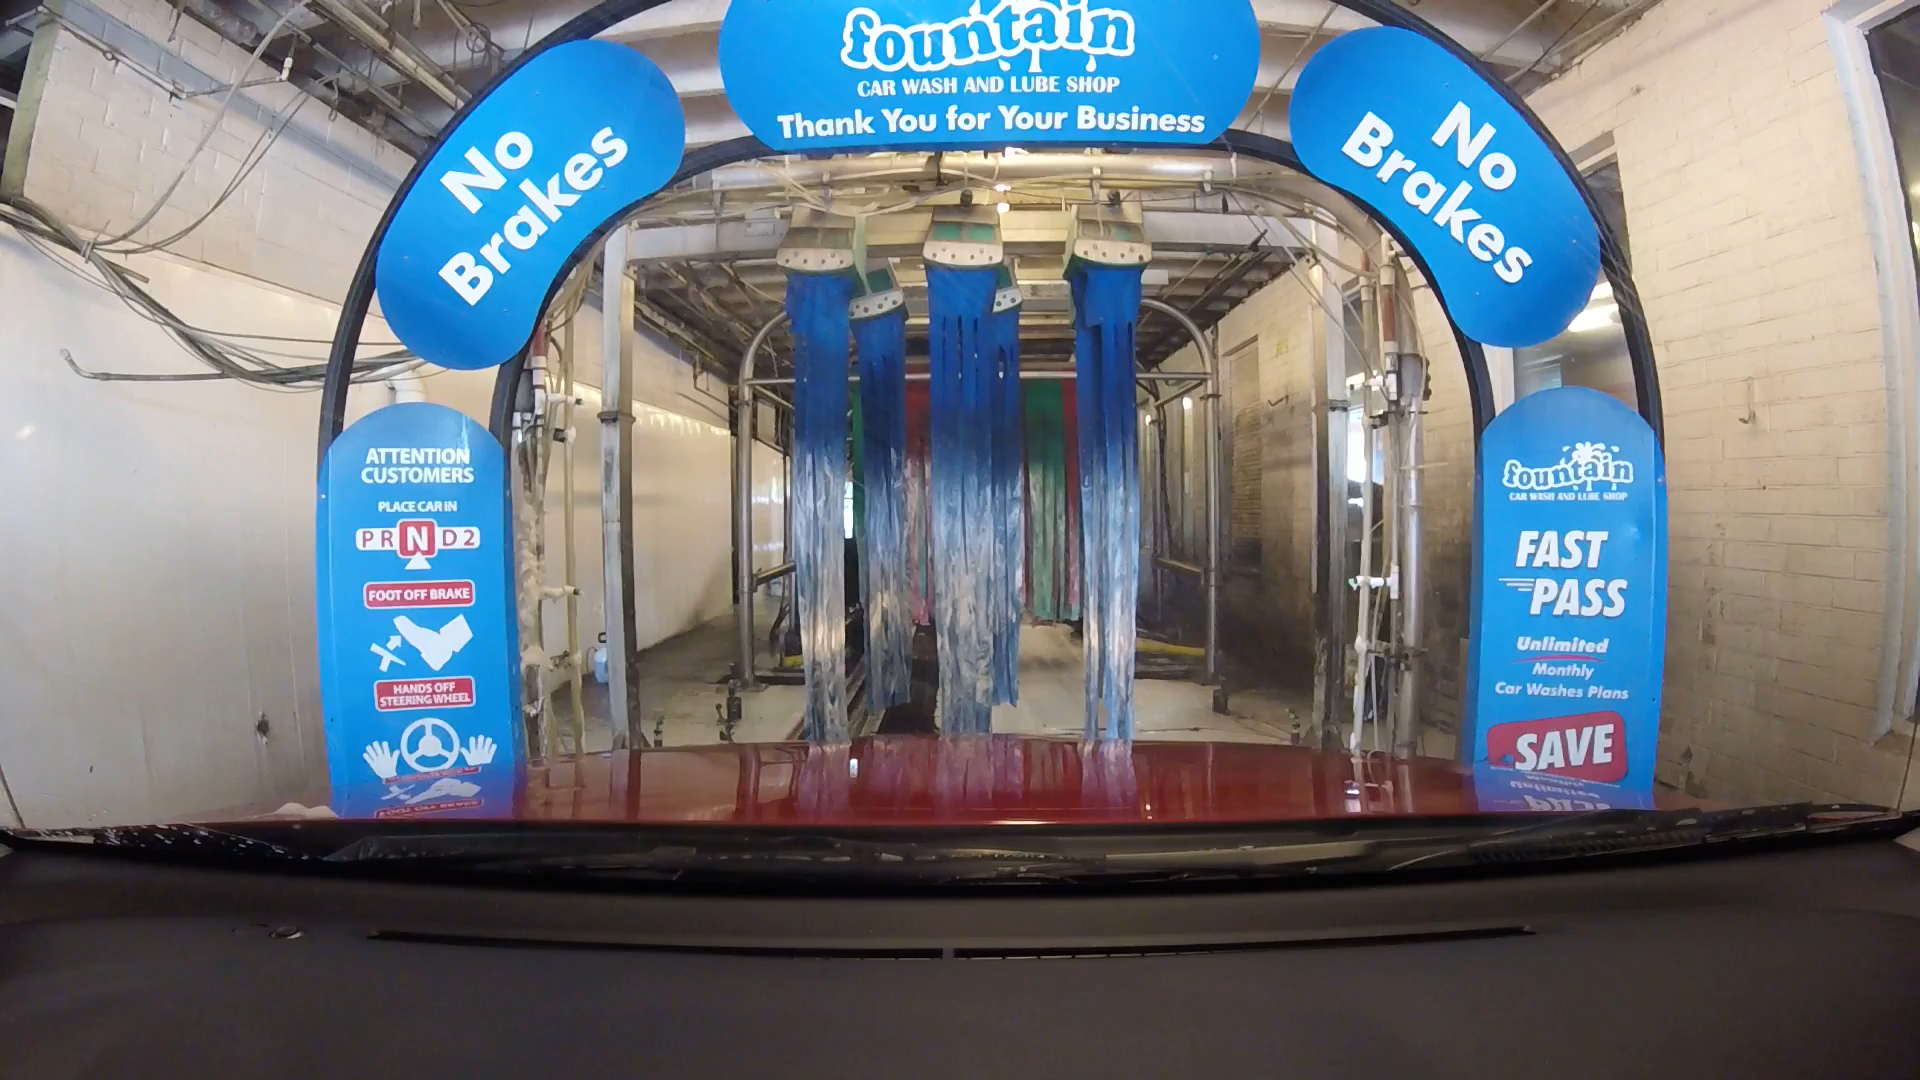 fountain
CAR WASH AND LUBE SHOP
Thank You for Your Business
No
Brakes
No
Brakes
ATTENTION
CUSTOMERS
PLACE CAR IN
P R N D 2
FOOT OFF BRAKE
HANDS OFF
STEERING WHEEL
fountain
CAR WASH AND LUBE SHOP
FAST
PASS
Unlimited
Monthly
Car Washes Plans
SAVE